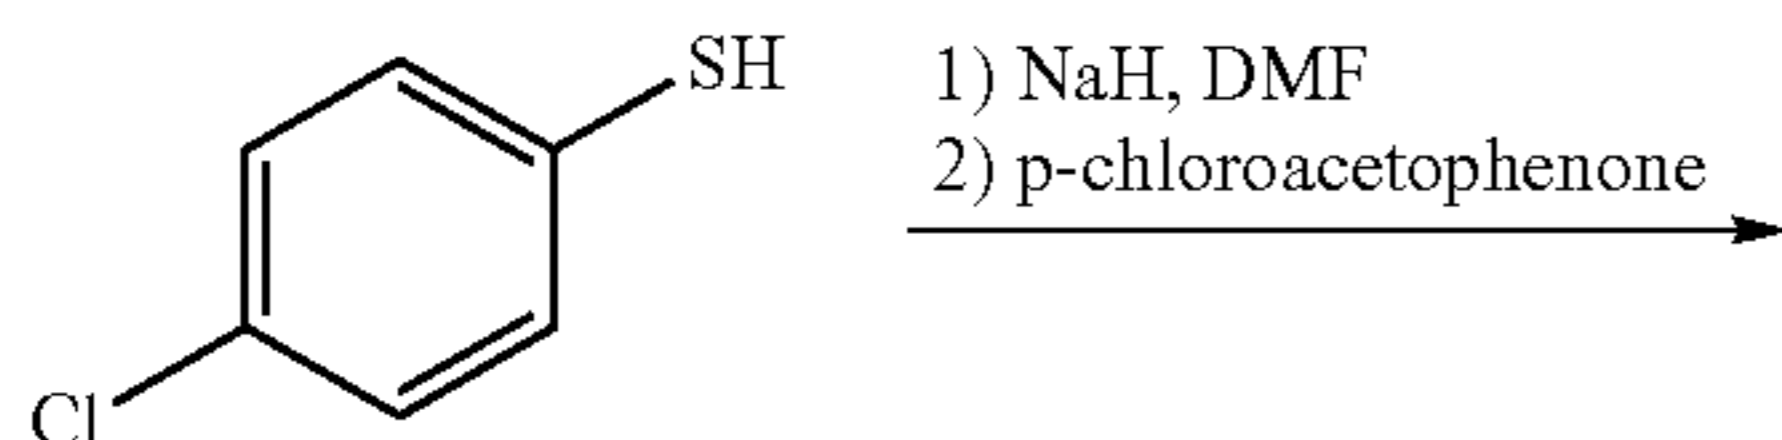 SH
1) NaH, DMF
2) p-chloroacetophenone
Cl